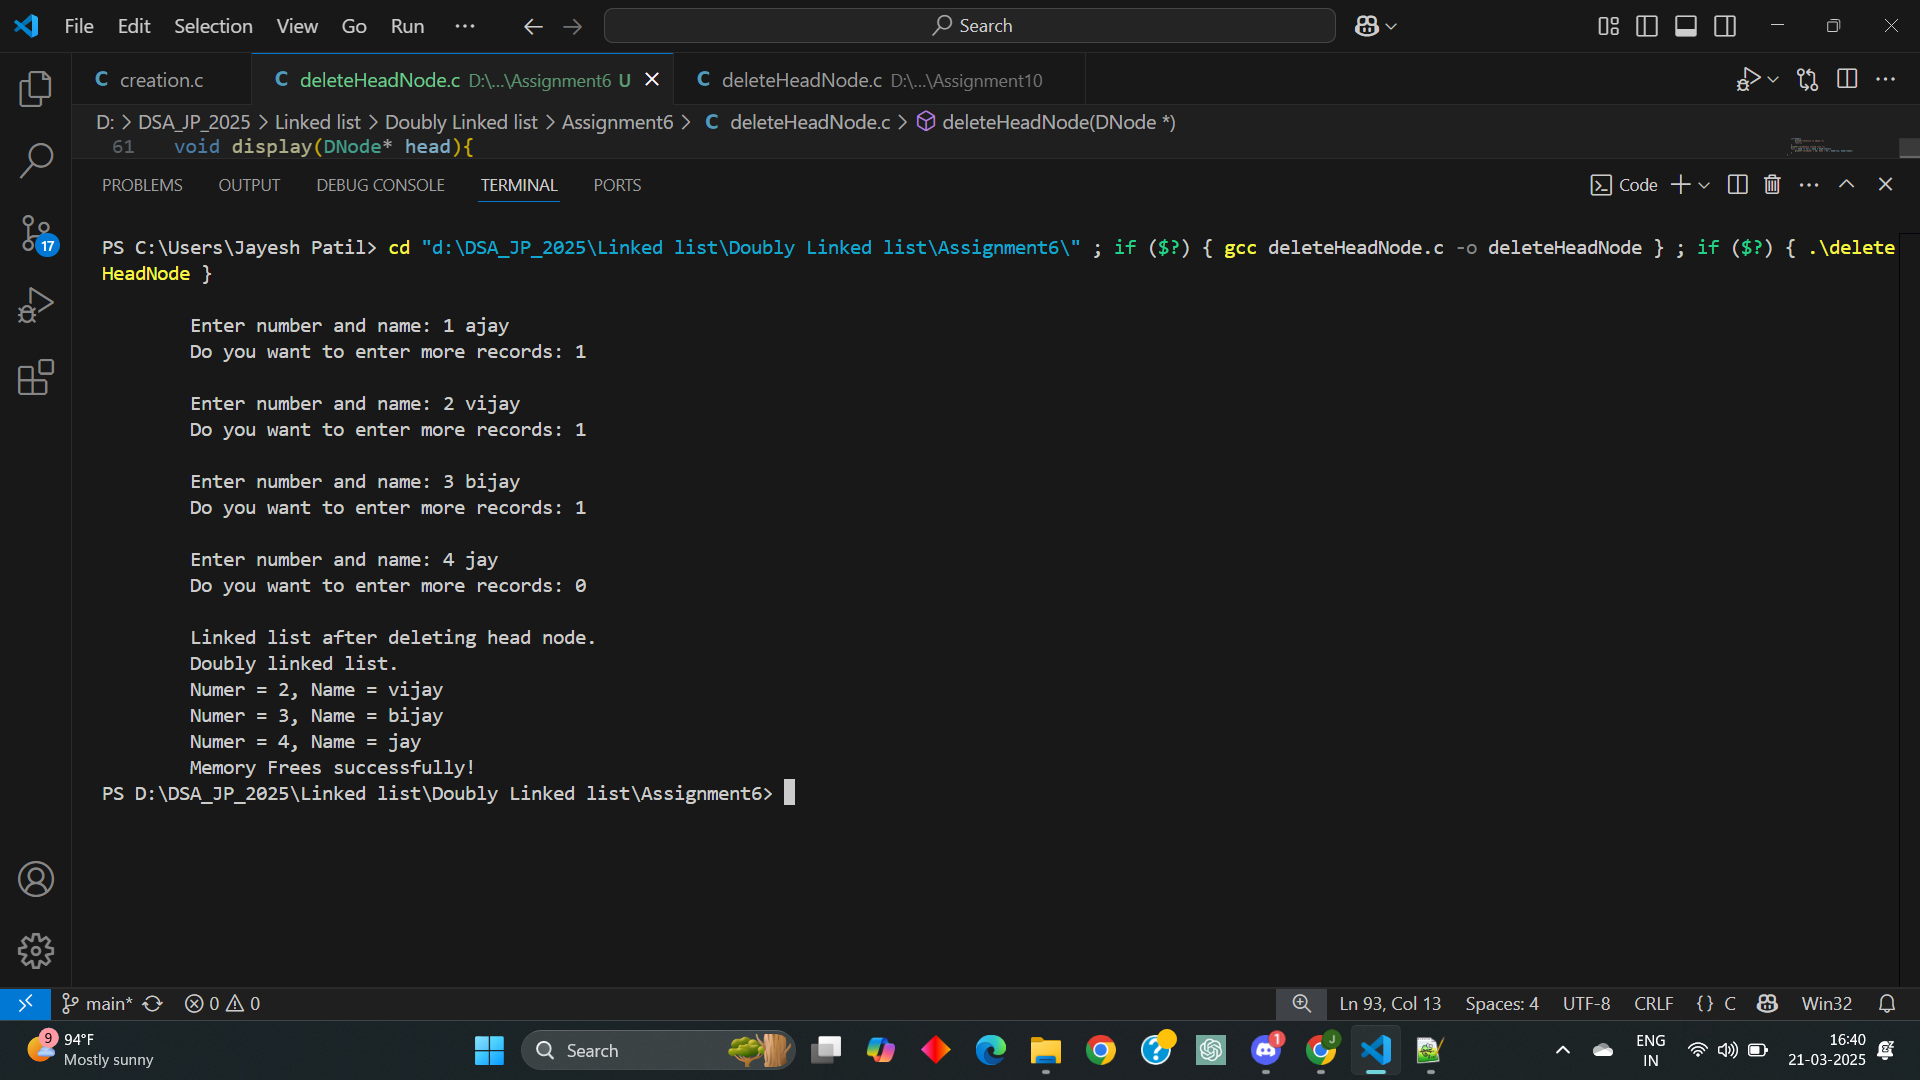 File Edit Selection View Go Run ··· Search
creation.c deleteHeadNode.c D:\...\Assignment6 U deleteHeadNode.c D:\...\Assignment10
D: > DSA_JP_2025 > Linked list > Doubly Linked list > Assignment6 > C deleteHeadNode.c > deleteHeadNode(DNode *)
61 void display(DNode* head){
PROBLEMS OUTPUT DEBUG CONSOLE TERMINAL PORTS Code
PS C:\Users\Jayesh Patil> cd "d:\DSA_JP_2025\Linked list\Doubly Linked list\Assignment6\" ; if ($?) { gcc deleteHeadNode.c -o deleteHeadNode } ; if ($?) { .\delete
HeadNode }
Enter number and name: 1 ajay
Do you want to enter more records: 1
Enter number and name: 2 vijay
Do you want to enter more records: 1
Enter number and name: 3 bijay
Do you want to enter more records: 1
Enter number and name: 4 jay
Do you want to enter more records: 0
Linked list after deleting head node.
Doubly linked list.
Numer = 2, Name = vijay
Numer = 3, Name = bijay
Numer = 4, Name = jay
Memory Frees successfully!
PS D:\DSA_JP_2025\Linked list\Doubly Linked list\Assignment6>
17
main* 0 0 Ln 93, Col 13 Spaces: 4 UTF-8 CRLF {} C Win32
9 94°F
Mostly sunny
Search
1
J
ENG
IN
16:40
21-03-2025